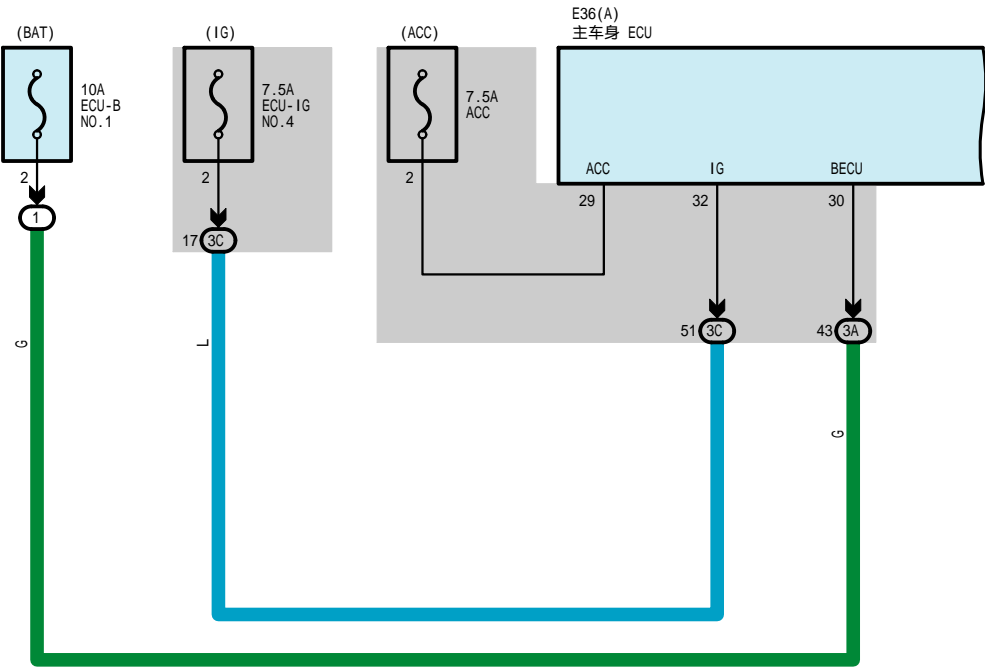 E36(A)
主车身 ECU
(BAT)
(IG)
(ACC)
10A
ECU-B
NO.1
7.5A
ECU-IG
NO.4
7.5A
ACC
ACC
IG
BECU
2
2
2
29
32
30
1
17 3C
51 3C
43 3A
G
L
G